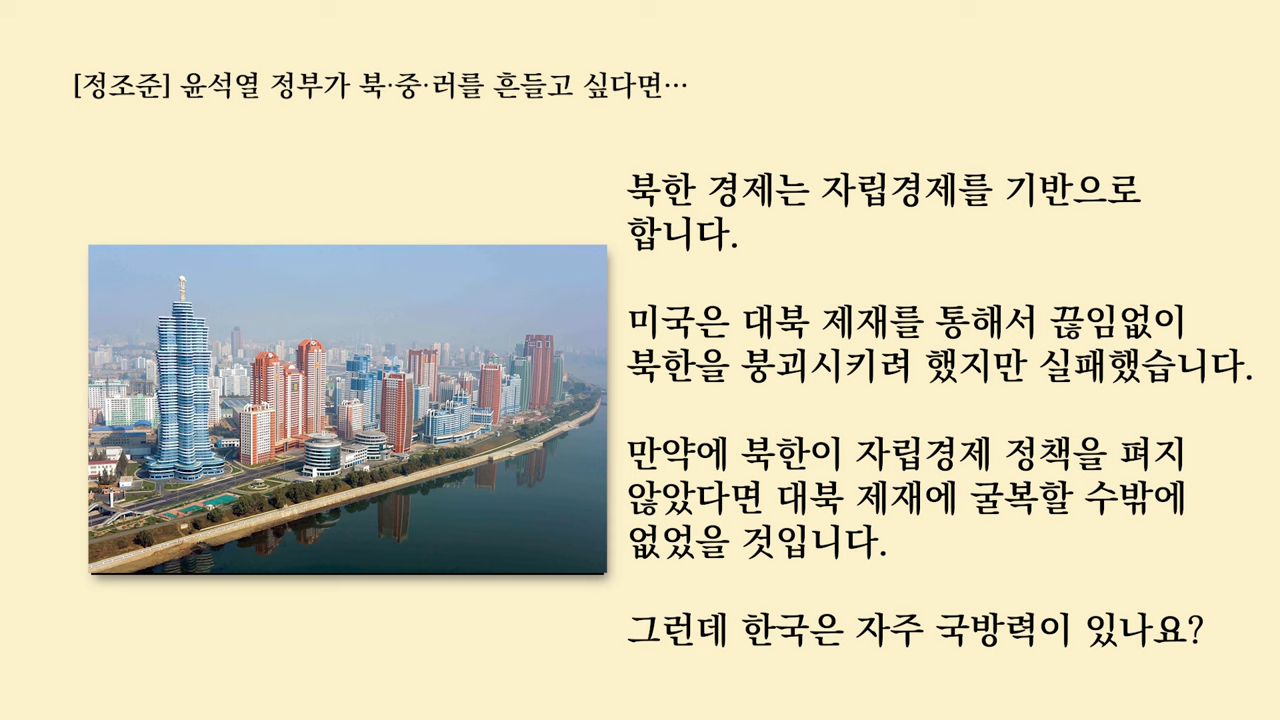 [정조준] 윤석열 정부가 북·중·러를 흔들고 싶다면…
북한 경제는 자립경제를 기반으로
합니다.
미국은 대북 제재를 통해서 끊임없이
북한을 붕괴시키려 했지만 실패했습니다.
만약에 북한이 자립경제 정책을 펴지
않았다면 대북 제재에 굴복할 수밖에
없었을 것입니다.
그런데 한국은 자주 국방력이 있나요?